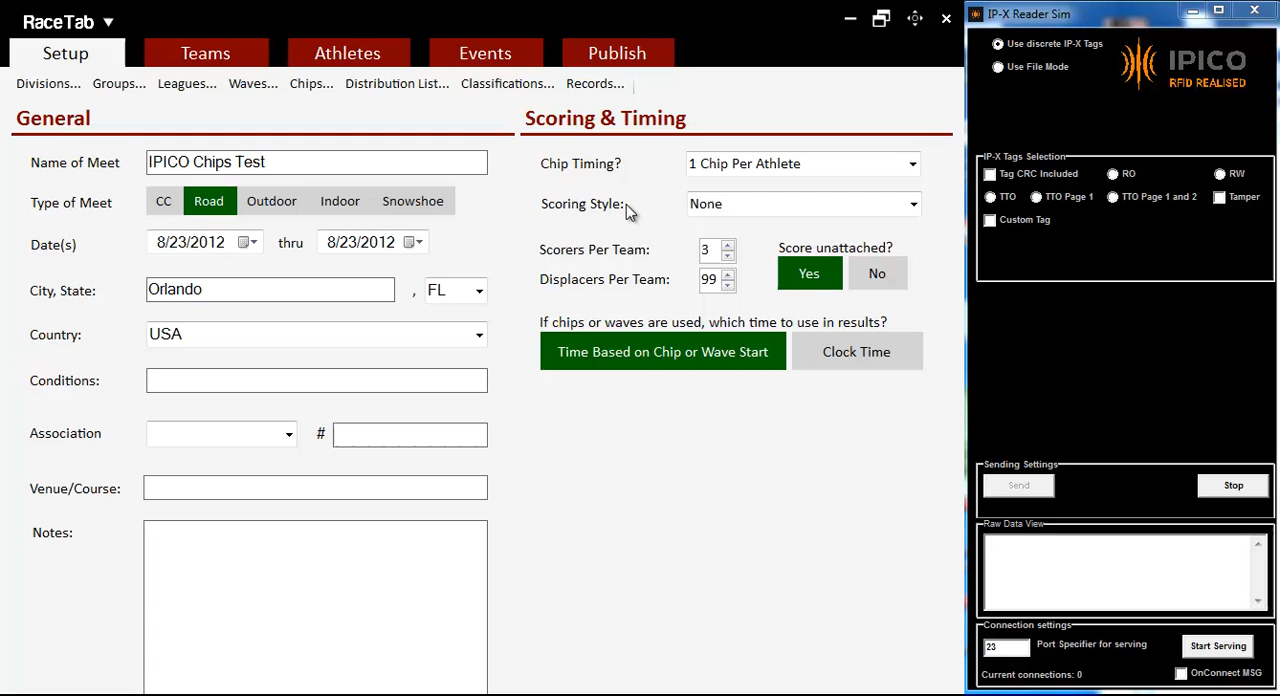 RaceTab ▼
Setup Teams Athletes Events Publish
Divisions... Groups... Leagues... Waves... Chips... Distribution List... Classifications... Records...
General
Name of Meet IPICO Chips Test
Type of Meet CC Road Outdoor Indoor Snowshoe
Date(s) 8/23/2012 thru 8/23/2012
City, State: Orlando , FL
Country: USA
Conditions:
Association #
Venue/Course:
Notes:
Scoring & Timing
Chip Timing? 1 Chip Per Athlete
Scoring Style: None
Scorers Per Team: 3
Displacers Per Team: 99
Score unattached?
Yes No
If chips or waves are used, which time to use in results?
Time Based on Chip or Wave Start Clock Time
IP-X Reader Sim
Use discrete IP-X Tags
Use File Mode
IPICO
RFID REALISED
IP-X Tags Selection
Tag CRC Included RO RW
TTO TTO Page 1 TTO Page 1 and 2 Tamper
Custom Tag
Sending Settings
Send Stop
Raw Data View
Connection settings
23 Port Specifier for serving Start Serving
Current connections: 0 OnConnect MSG